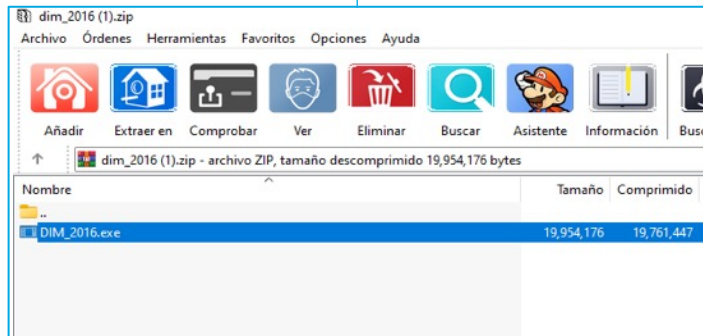 dim_2016 (1).zip
Archivo Órdenes Herramientas Favoritos Opciones Ayuda
Añadir Extraer en Comprobar Ver Eliminar Buscar Asistente Información
dim_2016 (1).zip - archivo ZIP, tamaño descomprimido 19,954,176 bytes
Nombre Tamaño Comprimido
..
DIM_2016.exe 19,954,176 19,761,447